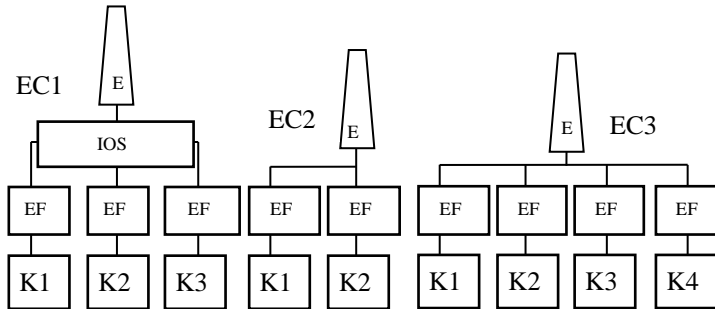 E
EC1
IOS
EC2
E
E
EC3
EF EF EF EF EF EF EF EF EF
K1 K2 K3 K1 K2 K1 K2 K3 K4